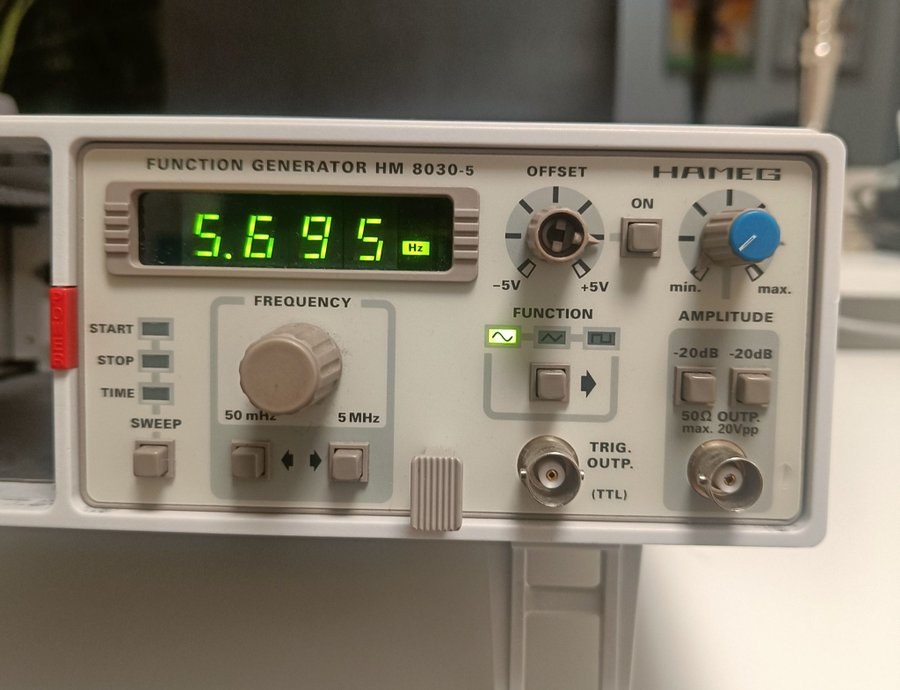 FUNCTION GENERATOR HM 8030-5
OFFSET
HAMEG
5.695 Hz
ON
-5V
+5V
min.
max.
FREQUENCY
FUNCTION
AMPLITUDE
START
STOP
TIME
SWEEP
50 mHz
5 MHz
-20dB
-20dB
50Ω OUTP.
max. 20Vpp
TRIG.
OUTP.
(TTL)